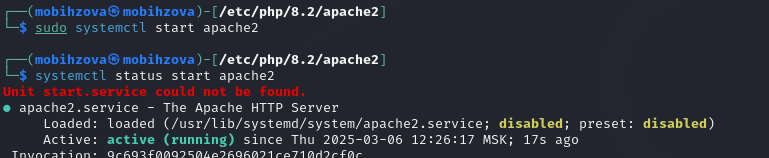 ┌──(mobihzova㉿mobihzova)-[/etc/php/8.2/apache2]
└─$ sudo systemctl start apache2
┌──(mobihzova㉿mobihzova)-[/etc/php/8.2/apache2]
└─$ systemctl status start apache2
Unit start.service could not be found.
● apache2.service - The Apache HTTP Server
Loaded: loaded (/usr/lib/systemd/system/apache2.service; disabled; preset: disabled)
Active: active (running) since Thu 2025-03-06 12:26:17 MSK; 17s ago
Invocation: 9c693f0092504e2696021ce710d2cf0c